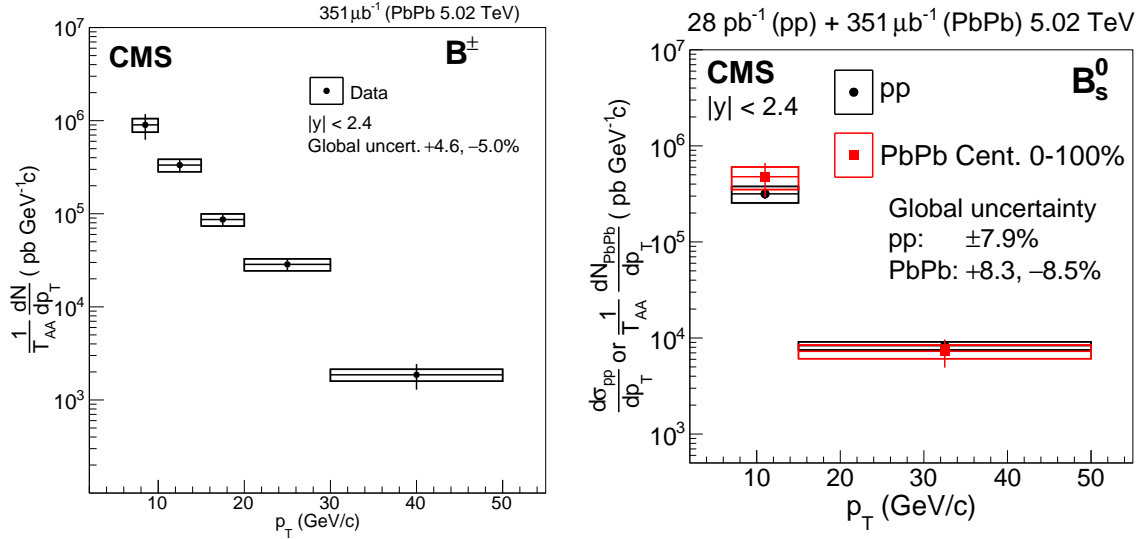 351 μb⁻¹ (PbPb 5.02 TeV)
CMS
B±
Data
|y| < 2.4
Global uncert. +4.6, −5.0%
10⁷
10⁶
10⁵
10⁴
10³
1/T_AA dN/dp_T ( pb GeV⁻¹c)
10 20 30 40 50
p_T (GeV/c)
28 pb⁻¹ (pp) + 351 μb⁻¹ (PbPb) 5.02 TeV
CMS
B_s⁰
|y| < 2.4
pp
PbPb Cent. 0-100%
Global uncertainty
pp: ±7.9%
PbPb: +8.3, −8.5%
10⁷
10⁶
10⁵
10⁴
10³
dσ_pp/dp_T or 1/T_AA dN_PbPb/dp_T ( pb GeV⁻¹c)
10 20 30 40 50
p_T (GeV/c)